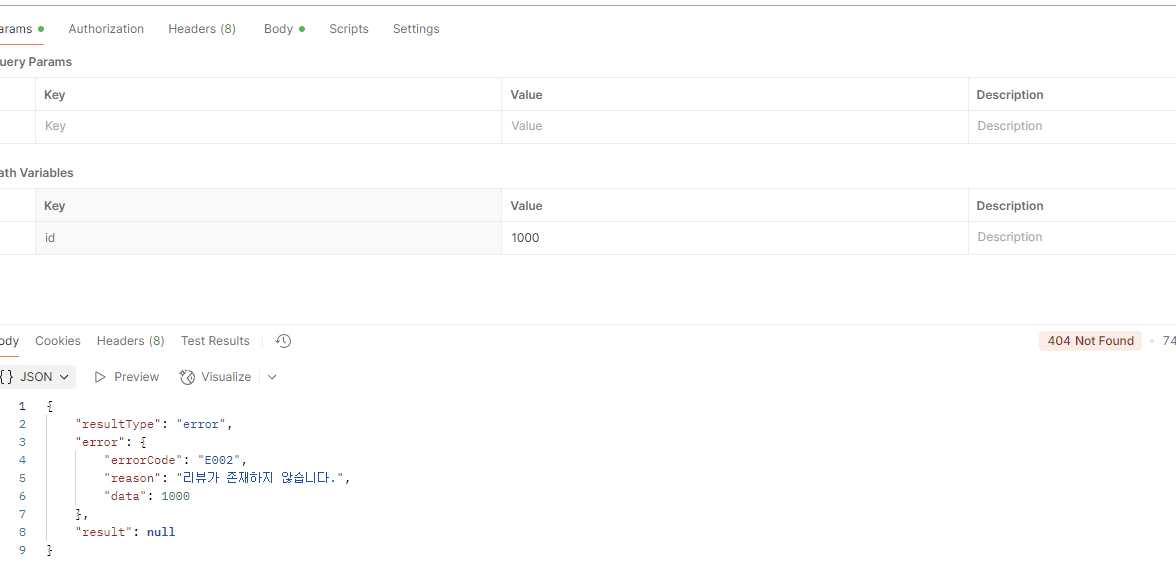 arams Authorization Headers (8) Body Scripts Settings
uery Params
Key Value Description
Key Value Description
ath Variables
Key Value Description
id 1000 Description
ody Cookies Headers (8) Test Results 404 Not Found 74
{} JSON Preview Visualize
1 {
2 "resultType": "error",
3 "error": {
4 "errorCode": "E002",
5 "reason": "리뷰가 존재하지 않습니다.",
6 "data": 1000
7 },
8 "result": null
9 }